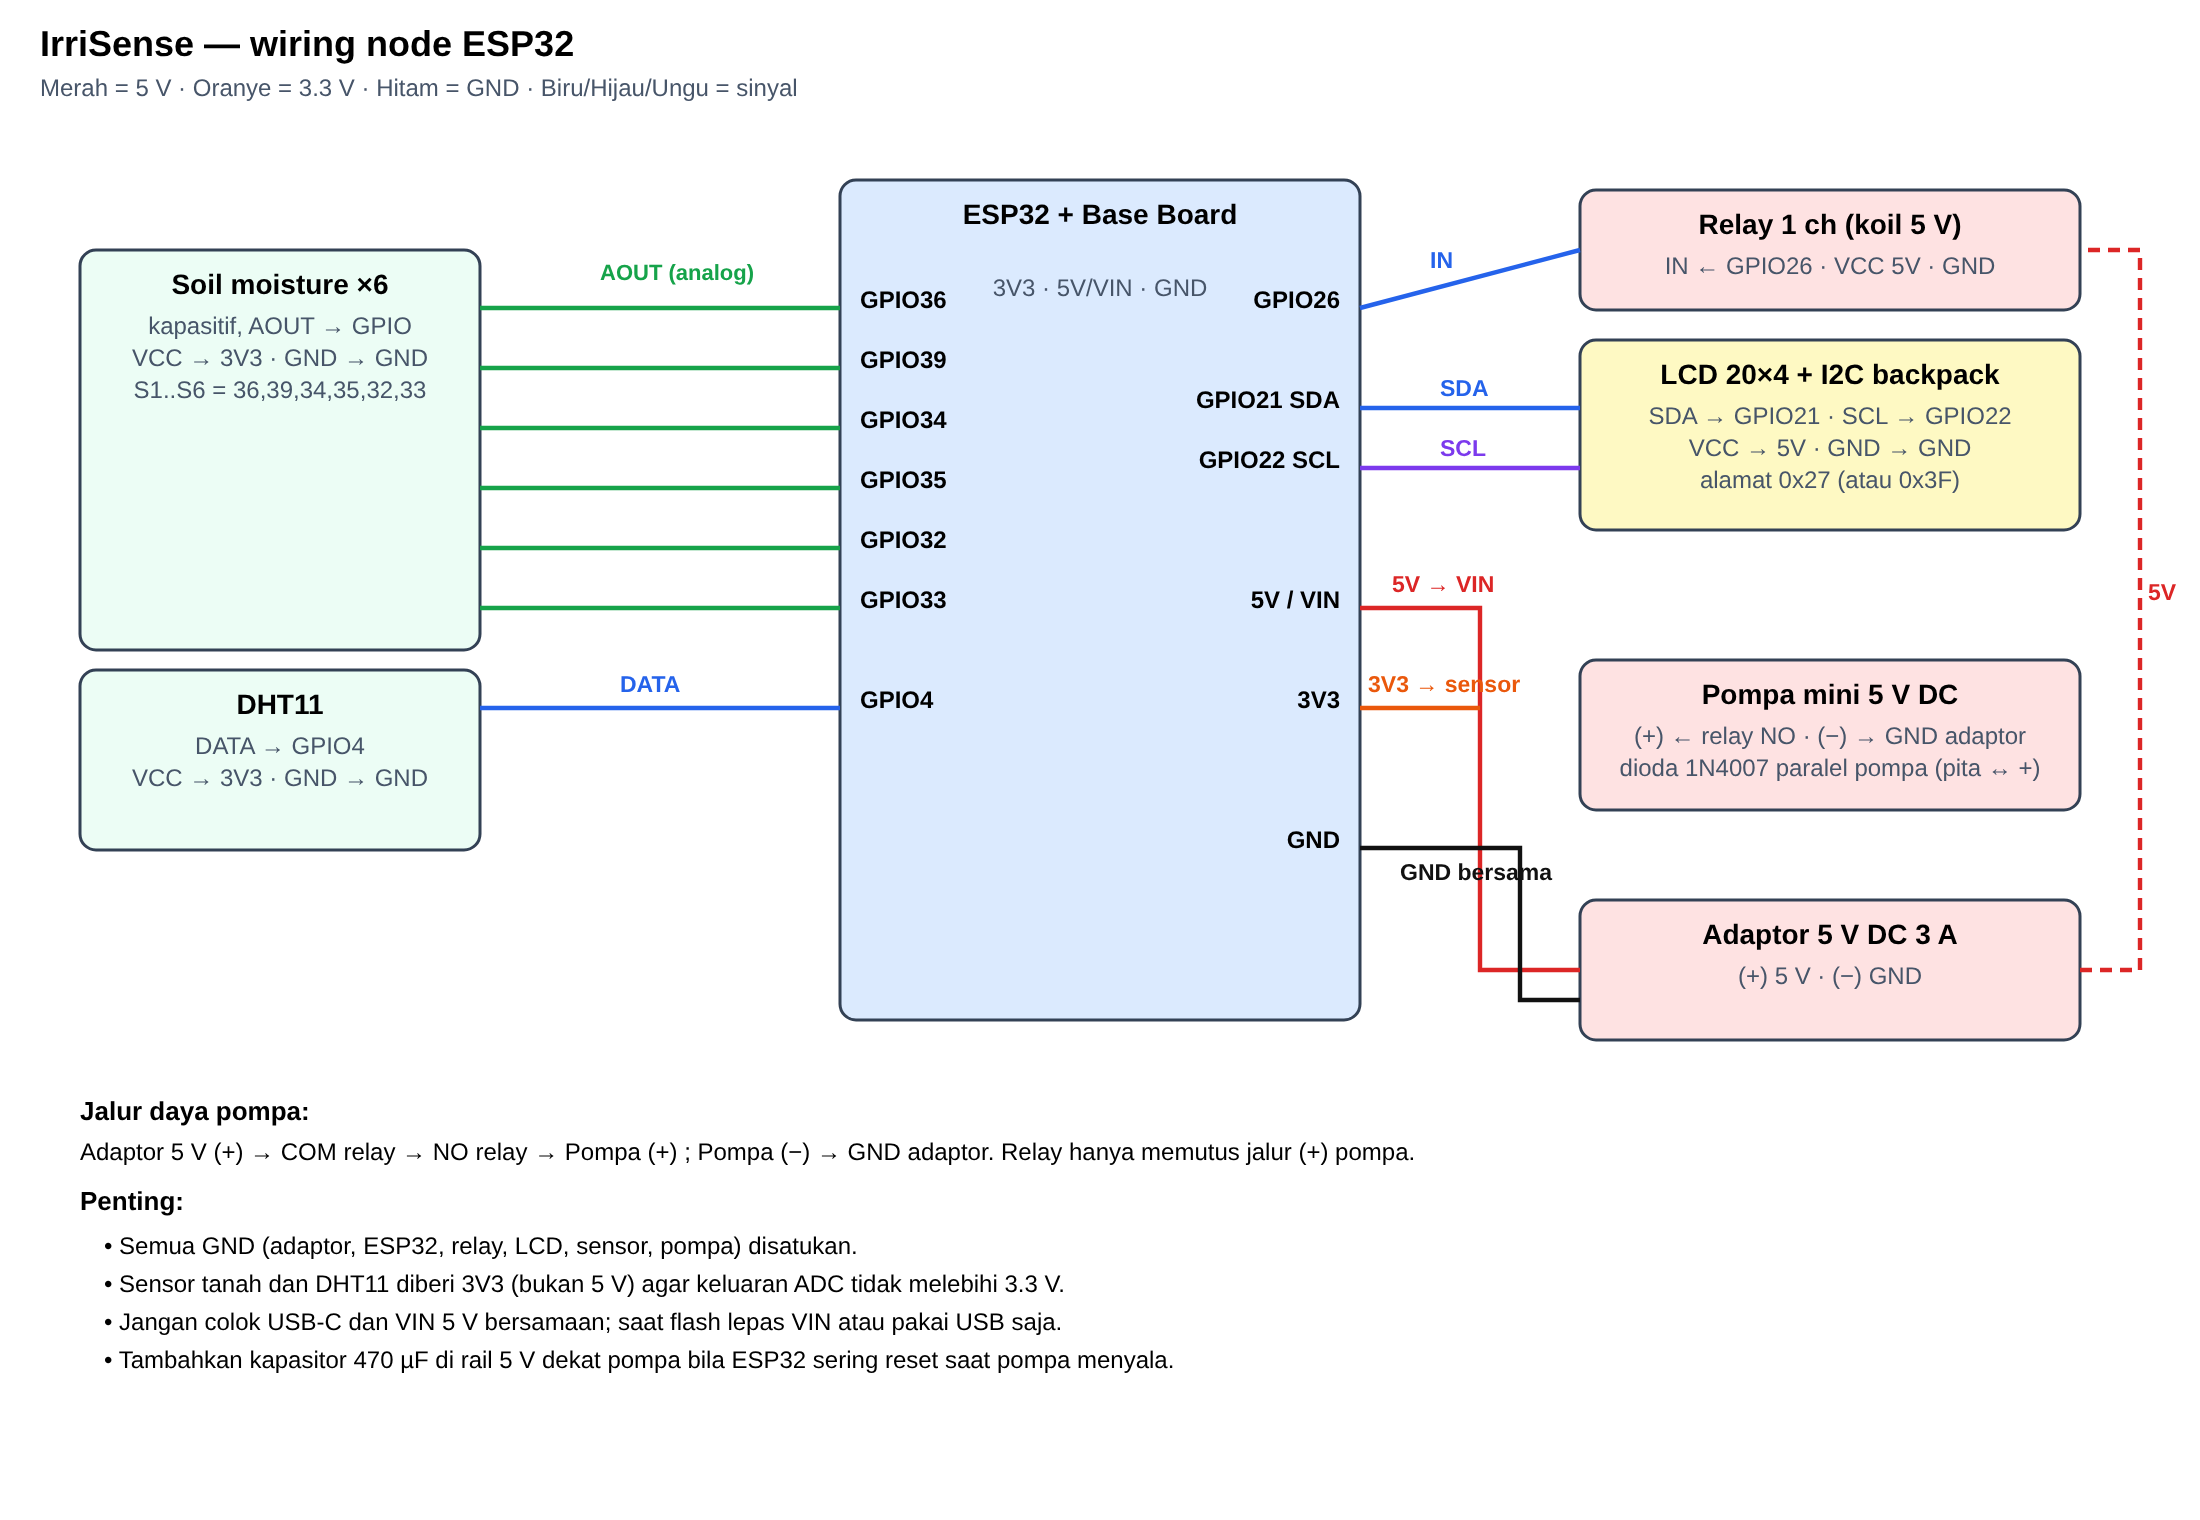 IrriSense — wiring node ESP32
Merah = 5 V · Oranye = 3.3 V · Hitam = GND · Biru/Hijau/Ungu = sinyal
Soil moisture ×6
kapasitif, AOUT → GPIO
VCC → 3V3 · GND → GND
S1..S6 = 36,39,34,35,32,33
DHT11
DATA → GPIO4
VCC → 3V3 · GND → GND
AOUT (analog)
DATA
ESP32 + Base Board
3V3 · 5V/VIN · GND
GPIO36
GPIO39
GPIO34
GPIO35
GPIO32
GPIO33
GPIO4
GPIO26
GPIO21 SDA
GPIO22 SCL
5V / VIN
3V3
GND
IN
SDA
SCL
5V → VIN
3V3 → sensor
GND bersama
Relay 1 ch (koil 5 V)
IN ← GPIO26 · VCC 5V · GND
LCD 20×4 + I2C backpack
SDA → GPIO21 · SCL → GPIO22
VCC → 5V · GND → GND
alamat 0x27 (atau 0x3F)
5V
Pompa mini 5 V DC
(+) ← relay NO · (−) → GND adaptor
dioda 1N4007 paralel pompa (pita ↔ +)
Adaptor 5 V DC 3 A
(+) 5 V · (−) GND
Jalur daya pompa:
Adaptor 5 V (+) → COM relay → NO relay → Pompa (+) ; Pompa (−) → GND adaptor. Relay hanya memutus jalur (+) pompa.
Penting:
• Semua GND (adaptor, ESP32, relay, LCD, sensor, pompa) disatukan.
• Sensor tanah dan DHT11 diberi 3V3 (bukan 5 V) agar keluaran ADC tidak melebihi 3.3 V.
• Jangan colok USB-C dan VIN 5 V bersamaan; saat flash lepas VIN atau pakai USB saja.
• Tambahkan kapasitor 470 µF di rail 5 V dekat pompa bila ESP32 sering reset saat pompa menyala.